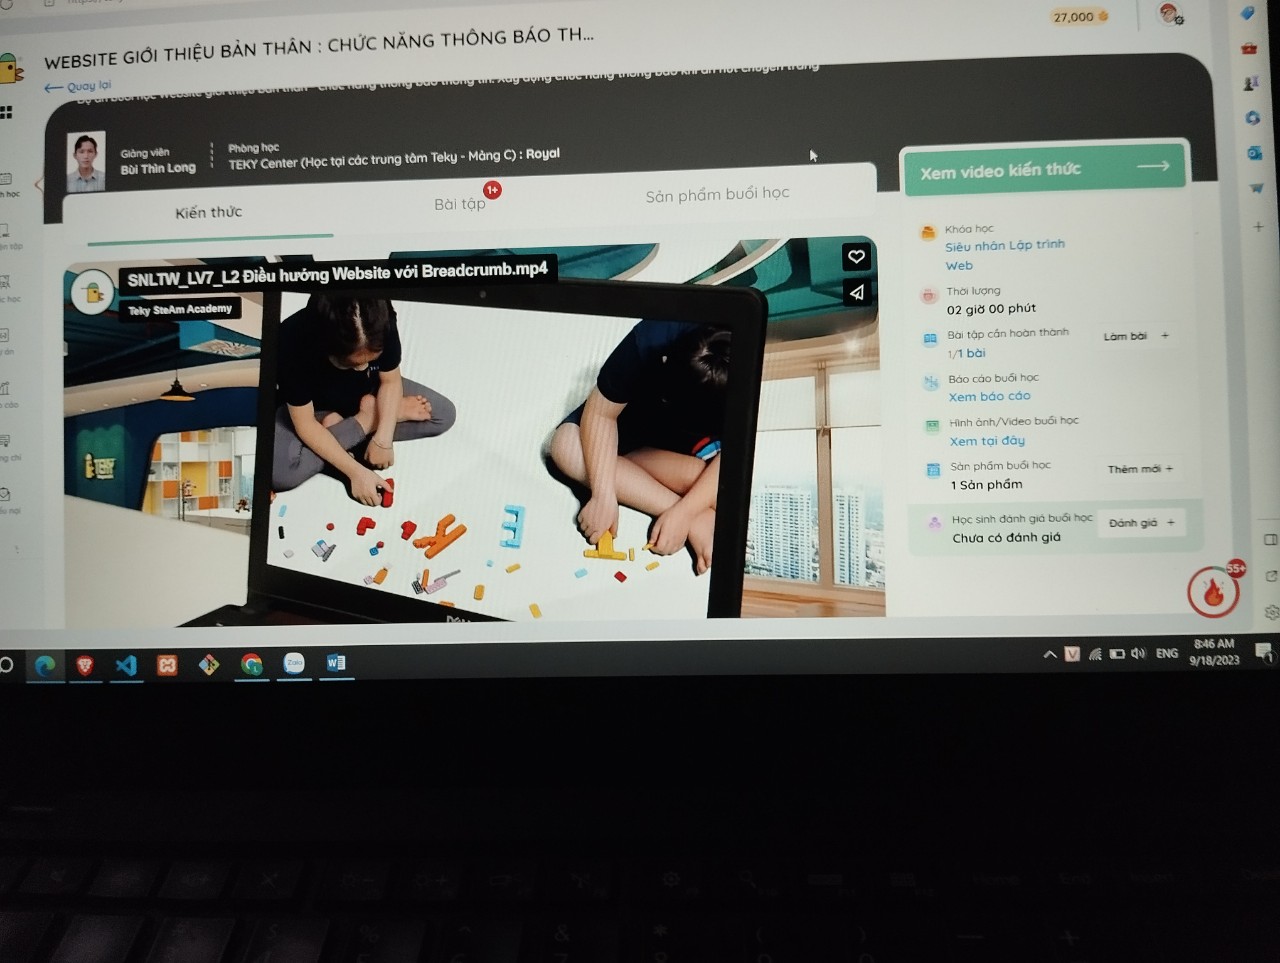 27,000
WEBSITE GIỚI THIỆU BẢN THÂN : CHỨC NĂNG THÔNG BÁO TH...
Quay lại
Giảng viên
Bùi Thìn Long
Phòng học
TEKY Center (Học tại các trung tâm Teky - Mảng C) : Royal
Kiến thức
Bài tập
1+
Sản phẩm buổi học
SNLTW_LV7_L2 Điều hướng Website với Breadcrumb.mp4
Teky SteAm Academy
Xem video kiến thức
Khóa học
Siêu nhân Lập trình
Web
Thời lượng
02 giờ 00 phút
Bài tập cần hoàn thành
1/1 bài
Làm bài +
Báo cáo buổi học
Xem báo cáo
Hình ảnh/Video buổi học
Xem tại đây
Sản phẩm buổi học
1 Sản phẩm
Thêm mới +
Học sinh đánh giá buổi học
Chưa có đánh giá
Đánh giá +
55+
Zalo
ENG
8:46 AM
9/18/2023